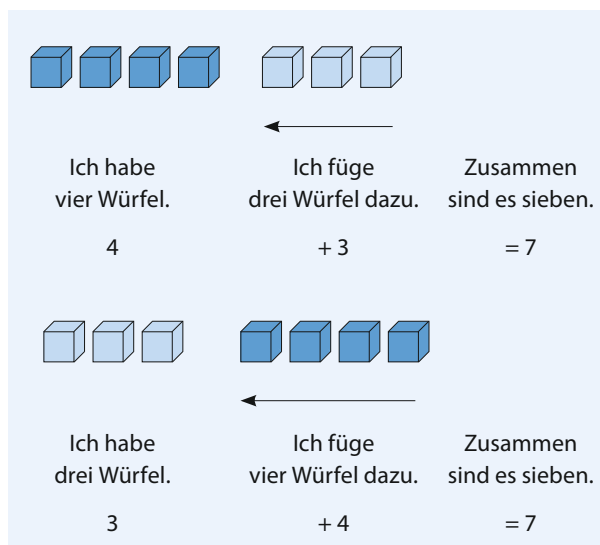 Ich habe
vier Würfel.
4
Ich füge
drei Würfel dazu.
+ 3
Zusammen
sind es sieben.
= 7
Ich habe
drei Würfel.
3
Ich füge
vier Würfel dazu.
+ 4
Zusammen
sind es sieben.
= 7